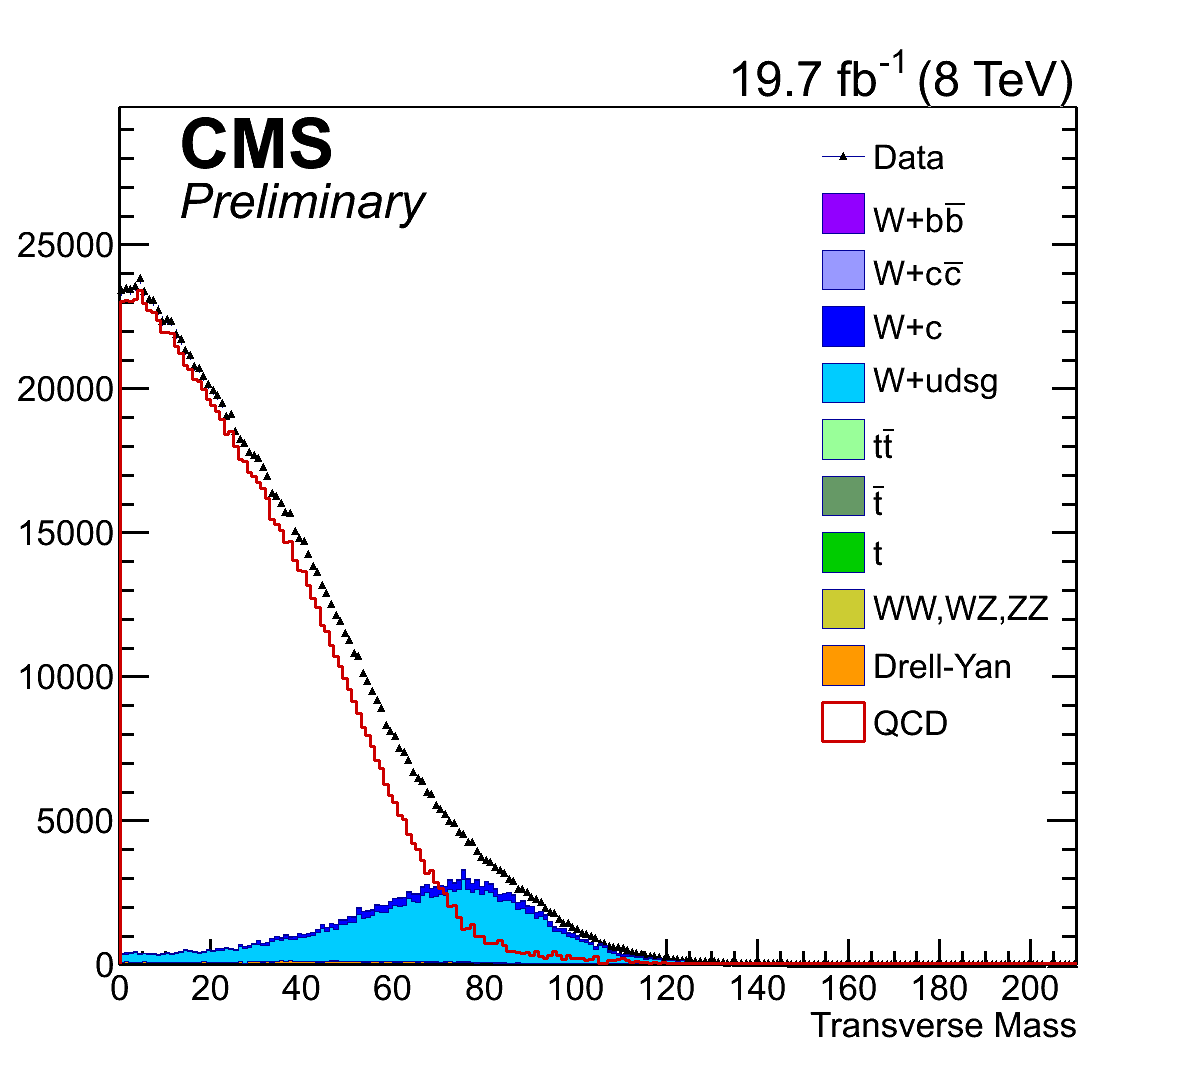 19.7 fb⁻¹ (8 TeV)
CMS
Preliminary
Data
W+bb̅
W+cc̅
W+c
W+udsg
tt̅
t̅
t
WW,WZ,ZZ
Drell-Yan
QCD
25000
20000
15000
10000
5000
0
0 20 40 60 80 100 120 140 160 180 200
Transverse Mass